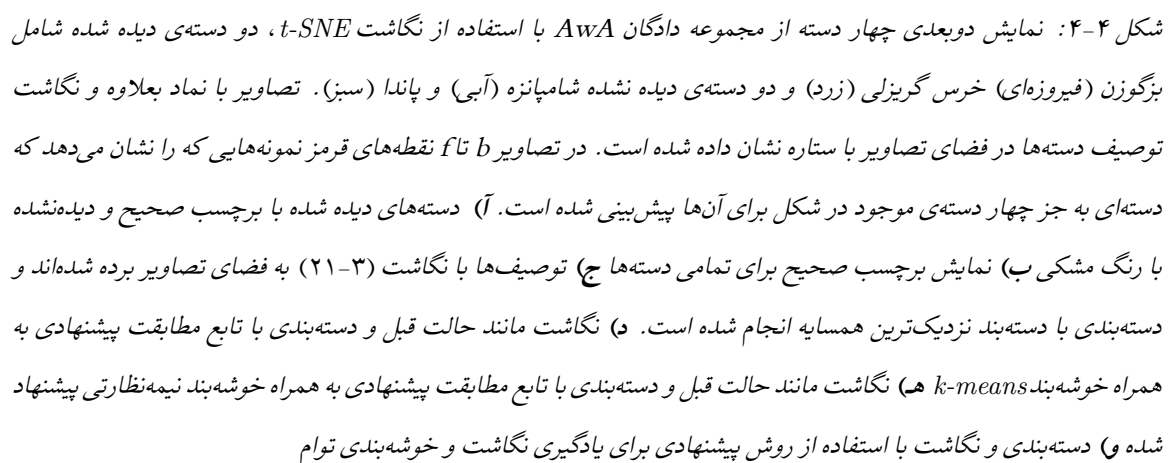 شکل ۴-۴: نمایش دوبعدی چهار دسته از مجموعه دادگان AwA با استفاده از نگاشت t-SNE، دو دسته‌ی دیده شده شامل
بزگوزن (فیروزه‌ای) خرس گریزلی (زرد) و دو دسته‌ی دیده نشده شامپانزه (آبی) و پاندا (سبز). تصاویر با نماد بعلاوه و نگاشت
توصیف دسته‌ها در فضای تصاویر با ستاره نشان داده شده است. در تصاویر b تا f نقطه‌های قرمز نمونه‌هایی که را نشان می‌دهد که
دسته‌ای به جز چهار دسته‌ی موجود در شکل برای آن‌ها پیش‌بینی شده است. آ) دسته‌های دیده شده با برچسب صحیح و دیده‌نشده
با رنگ مشکی ب) نمایش برچسب صحیح برای تمامی دسته‌ها ج) توصیف‌ها با نگاشت (۳-۲۱) به فضای تصاویر برده شده‌اند و
دسته‌بندی با دسته‌بند نزدیک‌ترین همسایه انجام شده است. د) نگاشت مانند حالت قبل و دسته‌بندی با تابع مطابقت پیشنهادی به
همراه خوشه‌بند k-means هـ) نگاشت مانند حالت قبل و دسته‌بندی با تابع مطابقت پیشنهادی به همراه خوشه‌بند نیمه‌نظارتی پیشنهاد
شده و) دسته‌بندی و نگاشت با استفاده از روش پیشنهادی برای یادگیری نگاشت و خوشه‌بندی توام